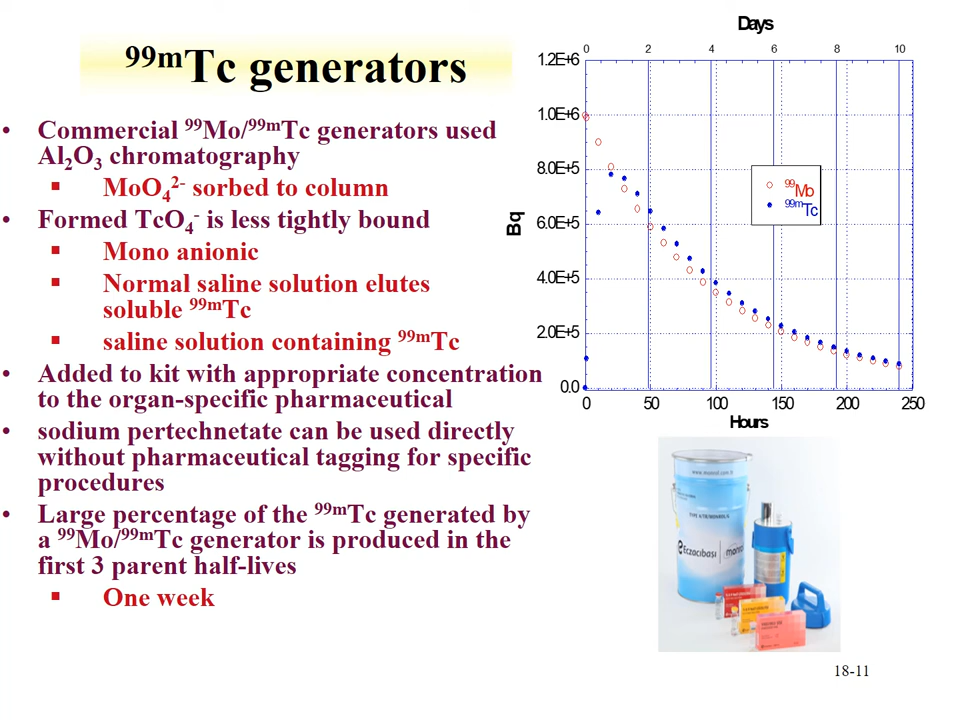 99mTc generators
• Commercial 99Mo/99mTc generators used
Al2O3 chromatography
▪ MoO42- sorbed to column
• Formed TcO4- is less tightly bound
▪ Mono anionic
▪ Normal saline solution elutes
soluble 99mTc
▪ saline solution containing 99mTc
• Added to kit with appropriate concentration
to the organ-specific pharmaceutical
• sodium pertechnetate can be used directly
without pharmaceutical tagging for specific
procedures
• Large percentage of the 99mTc generated by
a 99Mo/99mTc generator is produced in the
first 3 parent half-lives
▪ One week
Days
0 2 4 6 8 10
1.2E+6
1.0E+6
8.0E+5
6.0E+5
4.0E+5
2.0E+5
0.0
Bq
99Mo
99mTc
0 50 100 150 200 250
Hours
Eczacıbaşı monrol
18-11